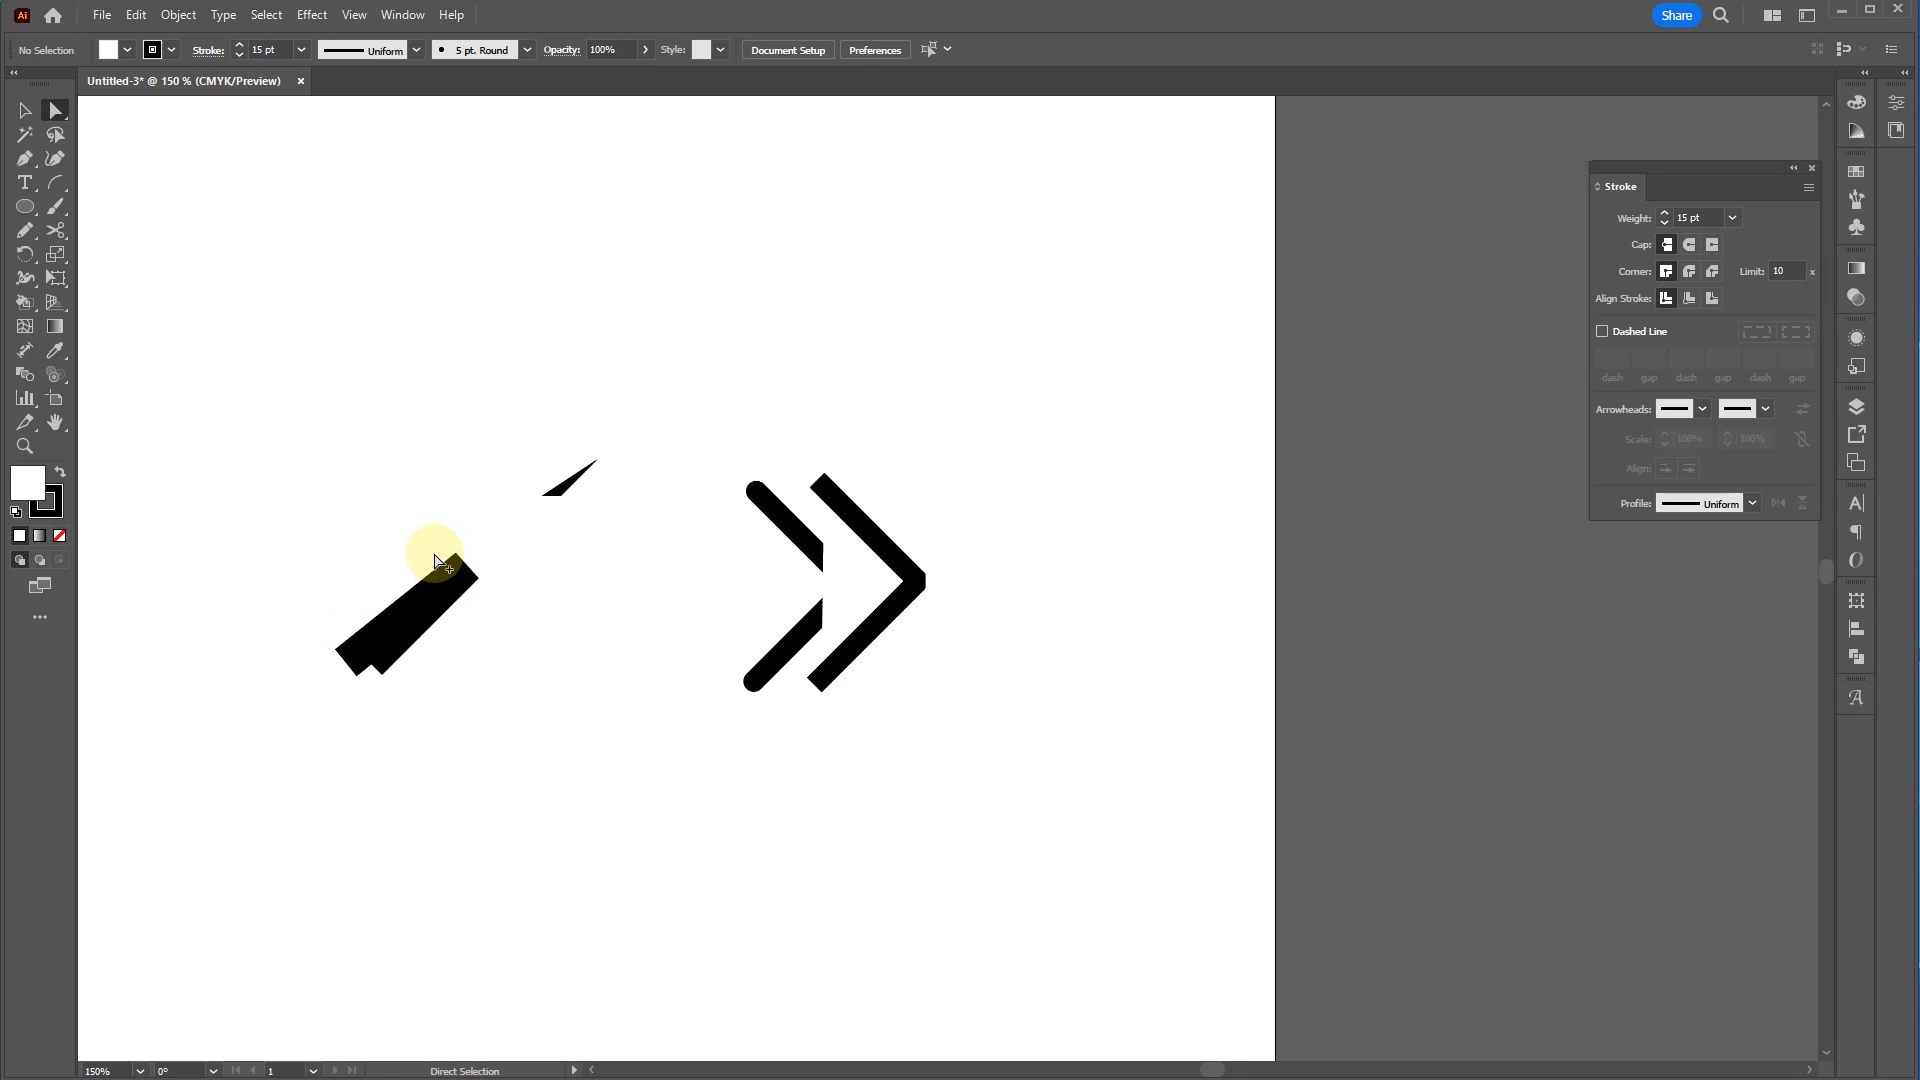 Ai File Edit Object Type Select Effect View Window Help Share
No Selection Stroke: 15 pt Uniform 5 pt. Round Opacity: 100% Style: Document Setup Preferences
Untitled-3* @ 150 % (CMYK/Preview) ×
Stroke
Weight: 15 pt
Cap:
Corner: Limit: 10 x
Align Stroke:
Dashed Line
dash gap dash gap dash gap
Arrowheads:
Scale: 100% 100%
Align:
Profile: Uniform
150% 0° 1 Direct Selection